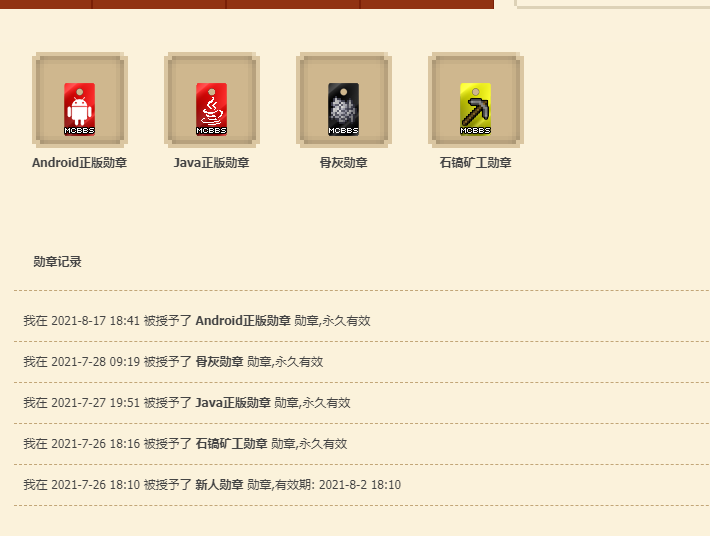 MCBBS MCBBS MCBBS MCBBS
Android正版勋章 Java正版勋章 骨灰勋章 石镐矿工勋章
勋章记录
我在 2021-8-17 18:41 被授予了 Android正版勋章 勋章,永久有效
我在 2021-7-28 09:19 被授予了 骨灰勋章 勋章,永久有效
我在 2021-7-27 19:51 被授予了 Java正版勋章 勋章,永久有效
我在 2021-7-26 18:16 被授予了 石镐矿工勋章 勋章,永久有效
我在 2021-7-26 18:10 被授予了 新人勋章 勋章,有效期: 2021-8-2 18:10